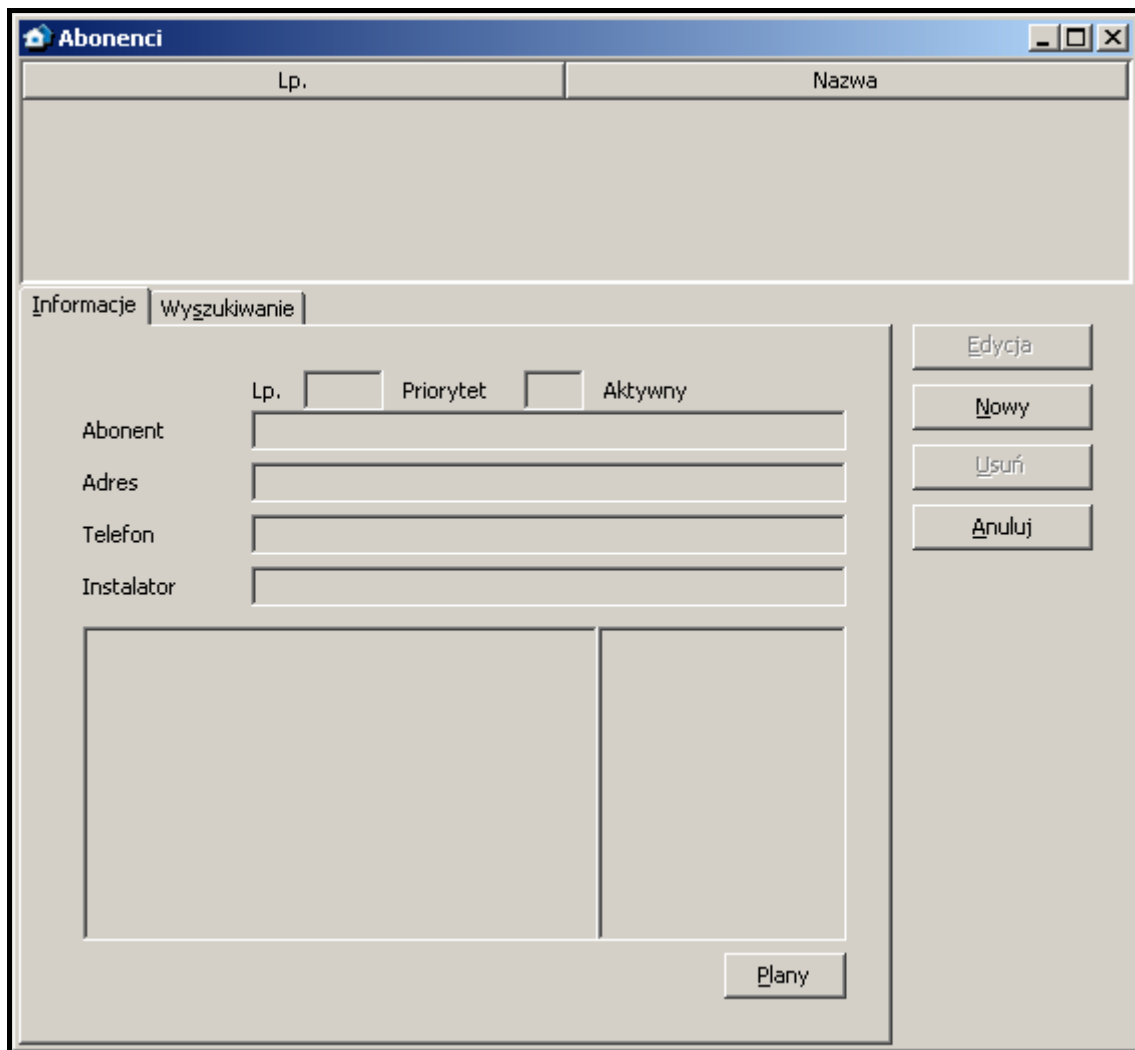 Abonenci
Lp. Nazwa
Informacje Wyszukiwanie
Edycja
Lp. Priorytet Aktywny
Nowy
Abonent
Usuń
Adres
Anuluj
Telefon
Instalator
Plany